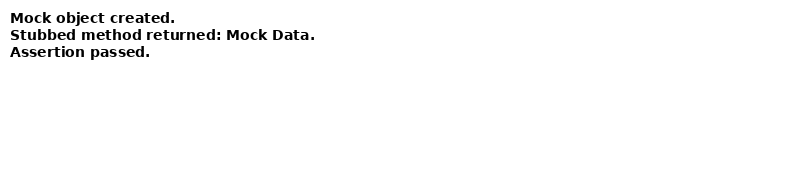 Mock object created.
Stubbed method returned: Mock Data.
Assertion passed.